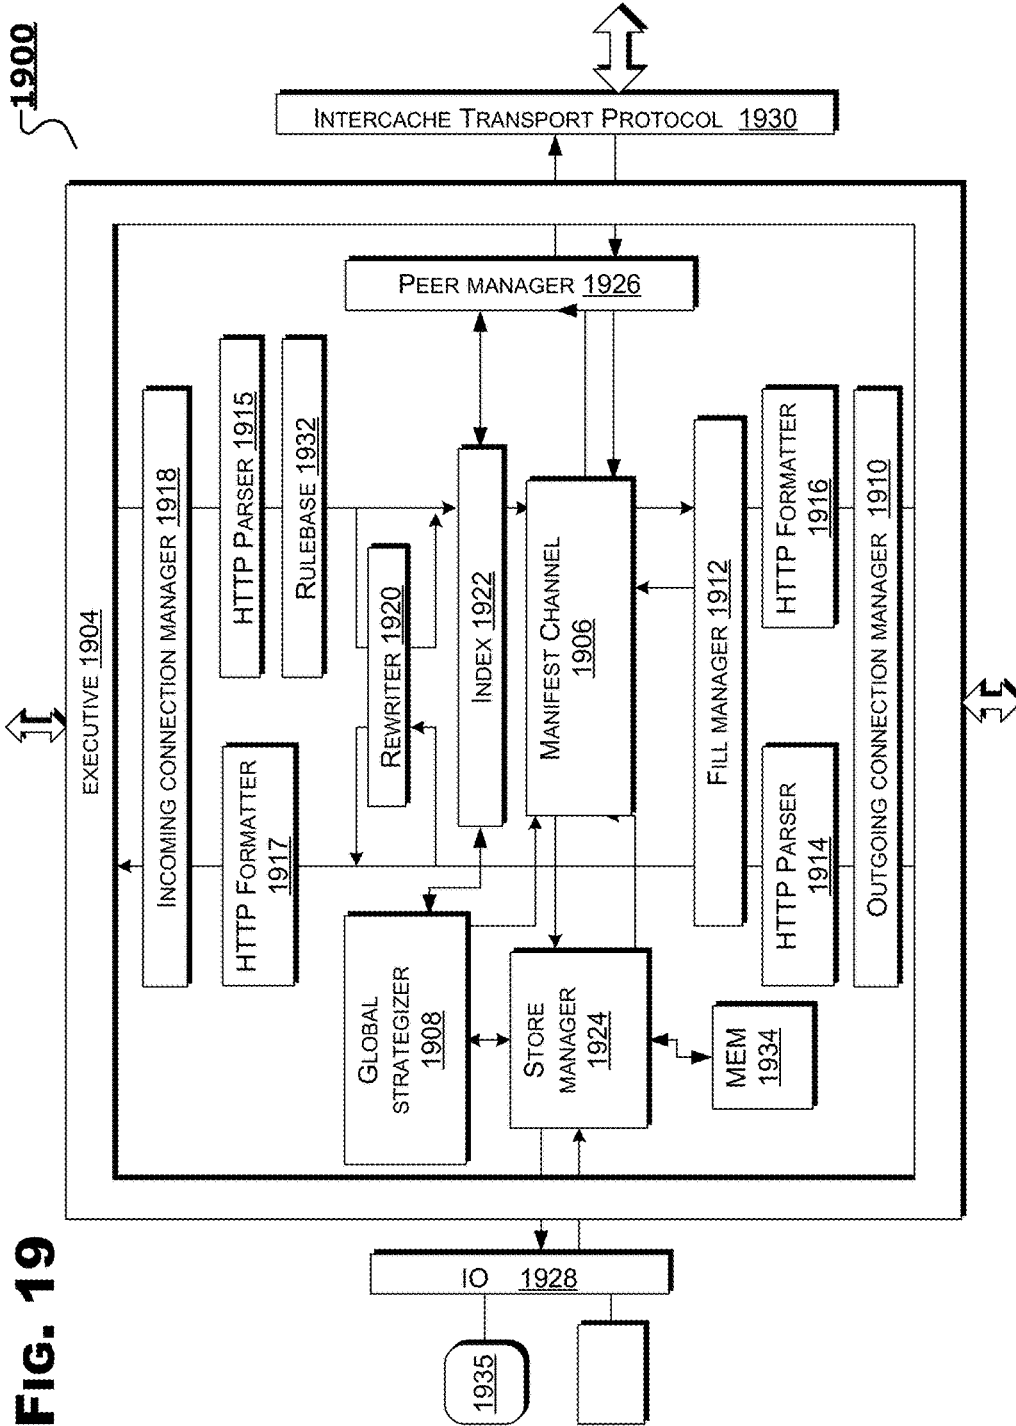 1900
INTERCACHE TRANSPORT PROTOCOL 1930
EXECUTIVE 1904
PEER MANAGER 1926
INCOMING CONNECTION MANAGER 1918
HTTP PARSER 1915
RULEBASE 1932
HTTP FORMATTER
1917
REWRITER 1920
INDEX 1922
MANIFEST CHANNEL
1906
GLOBAL
STRATEGIZER
1908
STORE
MANAGER
1924
MEM
1934
FILL MANAGER 1912
HTTP FORMATTER
1916
HTTP PARSER
1914
OUTGOING CONNECTION MANAGER 1910
IO 1928
1935
FIG. 19